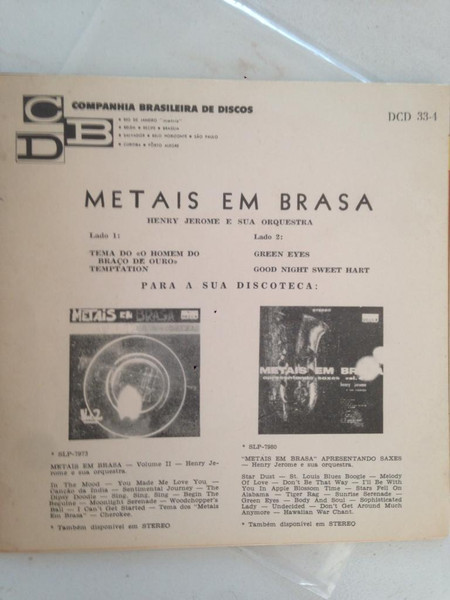 C
B
D
COMPANHIA BRASILEIRA DE DISCOS
• RIO DE JANEIRO
• BELÉM • RECIFE • BRASÍLIA
• SALVADOR • BELO HORIZONTE • SÃO PAULO
• CURITIBA • PÔRTO ALEGRE
DCD 33-1
METAIS EM BRASA
HENRY JEROME E SUA ORQUESTRA
Lado 1:
TEMA DO «O HOMEM DO
BRAÇO DE OURO»
TEMPTATION
Lado 2:
GREEN EYES
GOOD NIGHT SWEET HART
PARA A SUA DISCOTECA:
METAIS EM BRASA
STEREO
METAIS EM BRASA
henry jerome
* SLP-7973
METAIS EM BRASA — Volume II — Henry Je-
rome e sua orquestra.
In The Mood — You Made Me Love You —
Canção da India — Sentimental Journey — The
Dipsy Doodle — Sing, Sing, Sing — Begin The
Beguine — Moonlight Serenade — Woodchopper's
Ball — I Can't Get Started — Tema dos "Metais
Em Brasa" — Cherokee.
* Também disponível em STEREO
* SLP-7980
"METAIS EM BRASA" APRESENTANDO SAXES
— Henry Jerome e sua orquestra.
Star Dust — St. Louis Blues Boogie — Melody
Of Love — Don't Be That Way — I'll Be With
You In Apple Blossom Time — Stars Fell On
Alabama — Tiger Rag — Sunrise Serenade —
Green Eyes — Body And Soul — Sophisticated
Lady — Undecided — Don't Get Around Much
Anymore — Hawaiian War Chant.
* Também disponível em STEREO